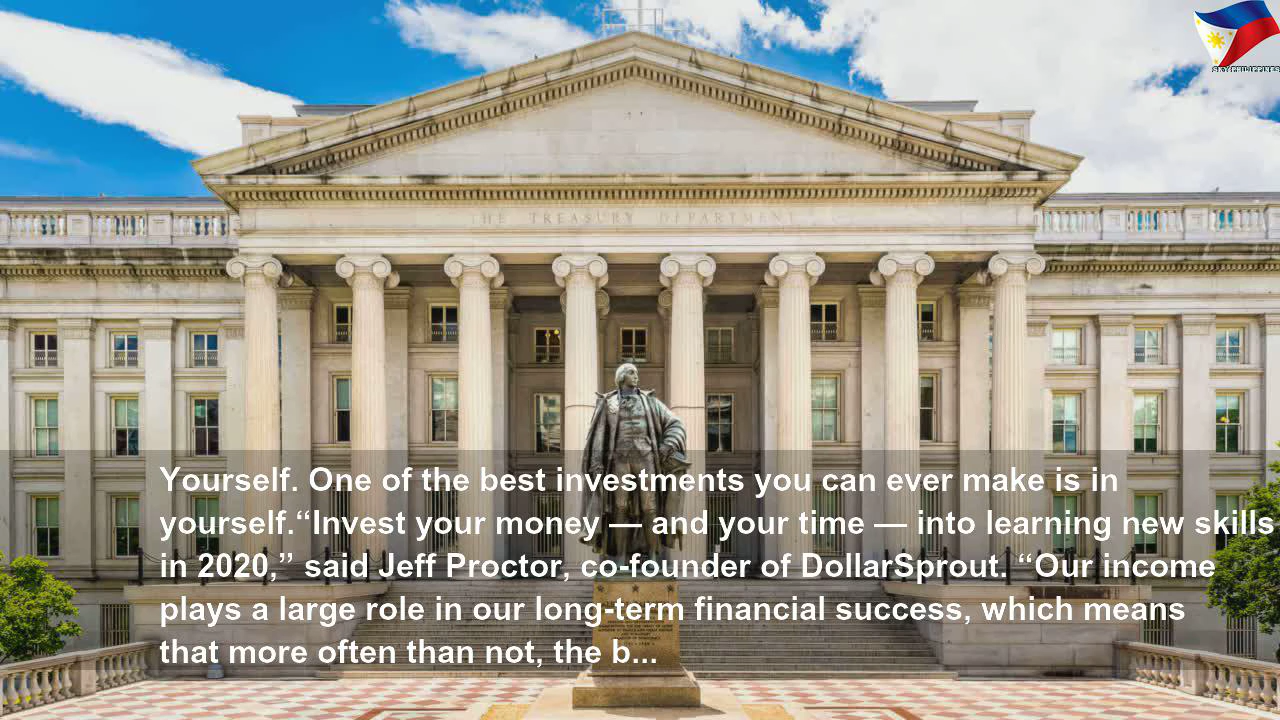 SKYPHILIPPINES
THE TREASURY DEPARTMENT
Yourself. One of the best investments you can ever make is in
yourself.“Invest your money — and your time — into learning new skills
in 2020,” said Jeff Proctor, co-founder of DollarSprout. “Our income
plays a large role in our long-term financial success, which means
that more often than not, the b...